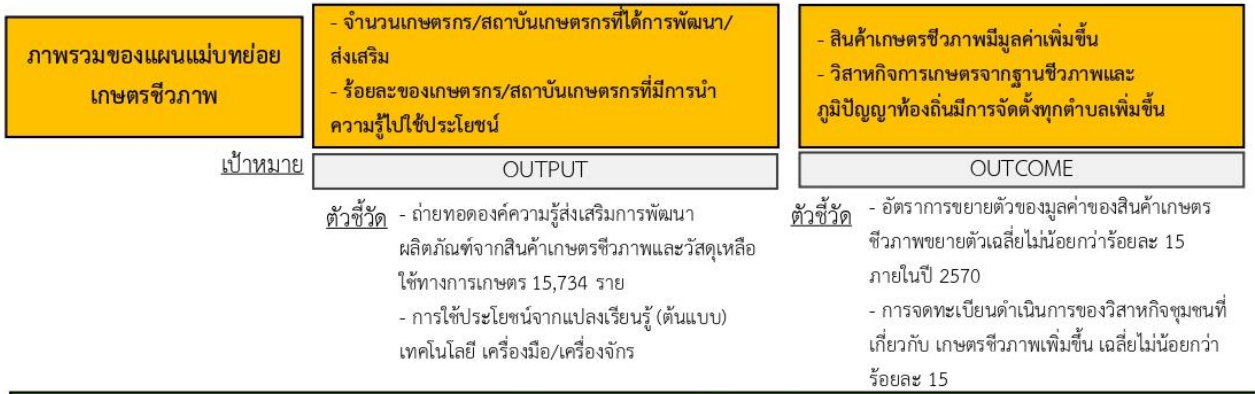 ภาพรวมของแผนแม่บทย่อย
เกษตรชีวภาพ
- จำนวนเกษตรกร/สถาบันเกษตรกรที่ได้การพัฒนา/
ส่งเสริม
- ร้อยละของเกษตรกร/สถาบันเกษตรกรที่มีการนำ
ความรู้ไปใช้ประโยชน์
- สินค้าเกษตรชีวภาพมีมูลค่าเพิ่มขึ้น
- วิสาหกิจการเกษตรจากฐานชีวภาพและ
ภูมิปัญญาท้องถิ่นมีการจัดตั้งทุกตำบลเพิ่มขึ้น
เป้าหมาย
OUTPUT
OUTCOME
ตัวชี้วัด
- ถ่ายทอดองค์ความรู้ส่งเสริมการพัฒนา
ผลิตภัณฑ์จากสินค้าเกษตรชีวภาพและวัสดุเหลือ
ใช้ทางการเกษตร 15,734 ราย
- การใช้ประโยชน์จากแปลงเรียนรู้ (ต้นแบบ)
เทคโนโลยี เครื่องมือ/เครื่องจักร
ตัวชี้วัด
- อัตราการขยายตัวของมูลค่าของสินค้าเกษตร
ชีวภาพขยายตัวเฉลี่ยไม่น้อยกว่าร้อยละ 15
ภายในปี 2570
- การจดทะเบียนดำเนินการของวิสาหกิจชุมชนที่
เกี่ยวกับ เกษตรชีวภาพเพิ่มขึ้น เฉลี่ยไม่น้อยกว่า
ร้อยละ 15